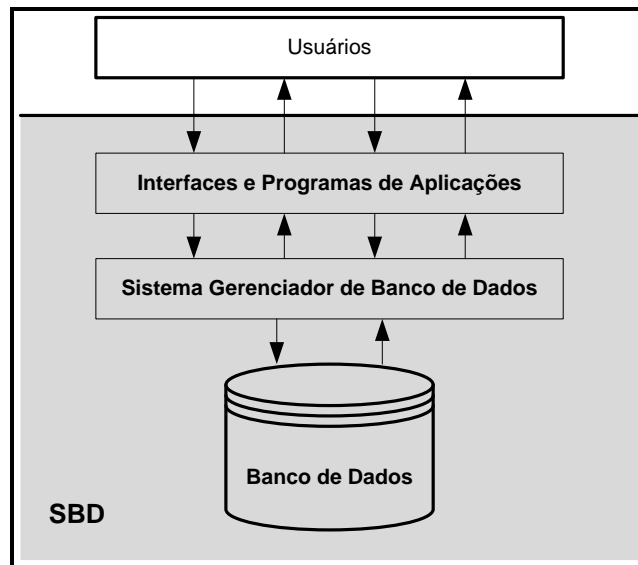 Usuários
Interfaces e Programas de Aplicações
Sistema Gerenciador de Banco de Dados
Banco de Dados
SBD